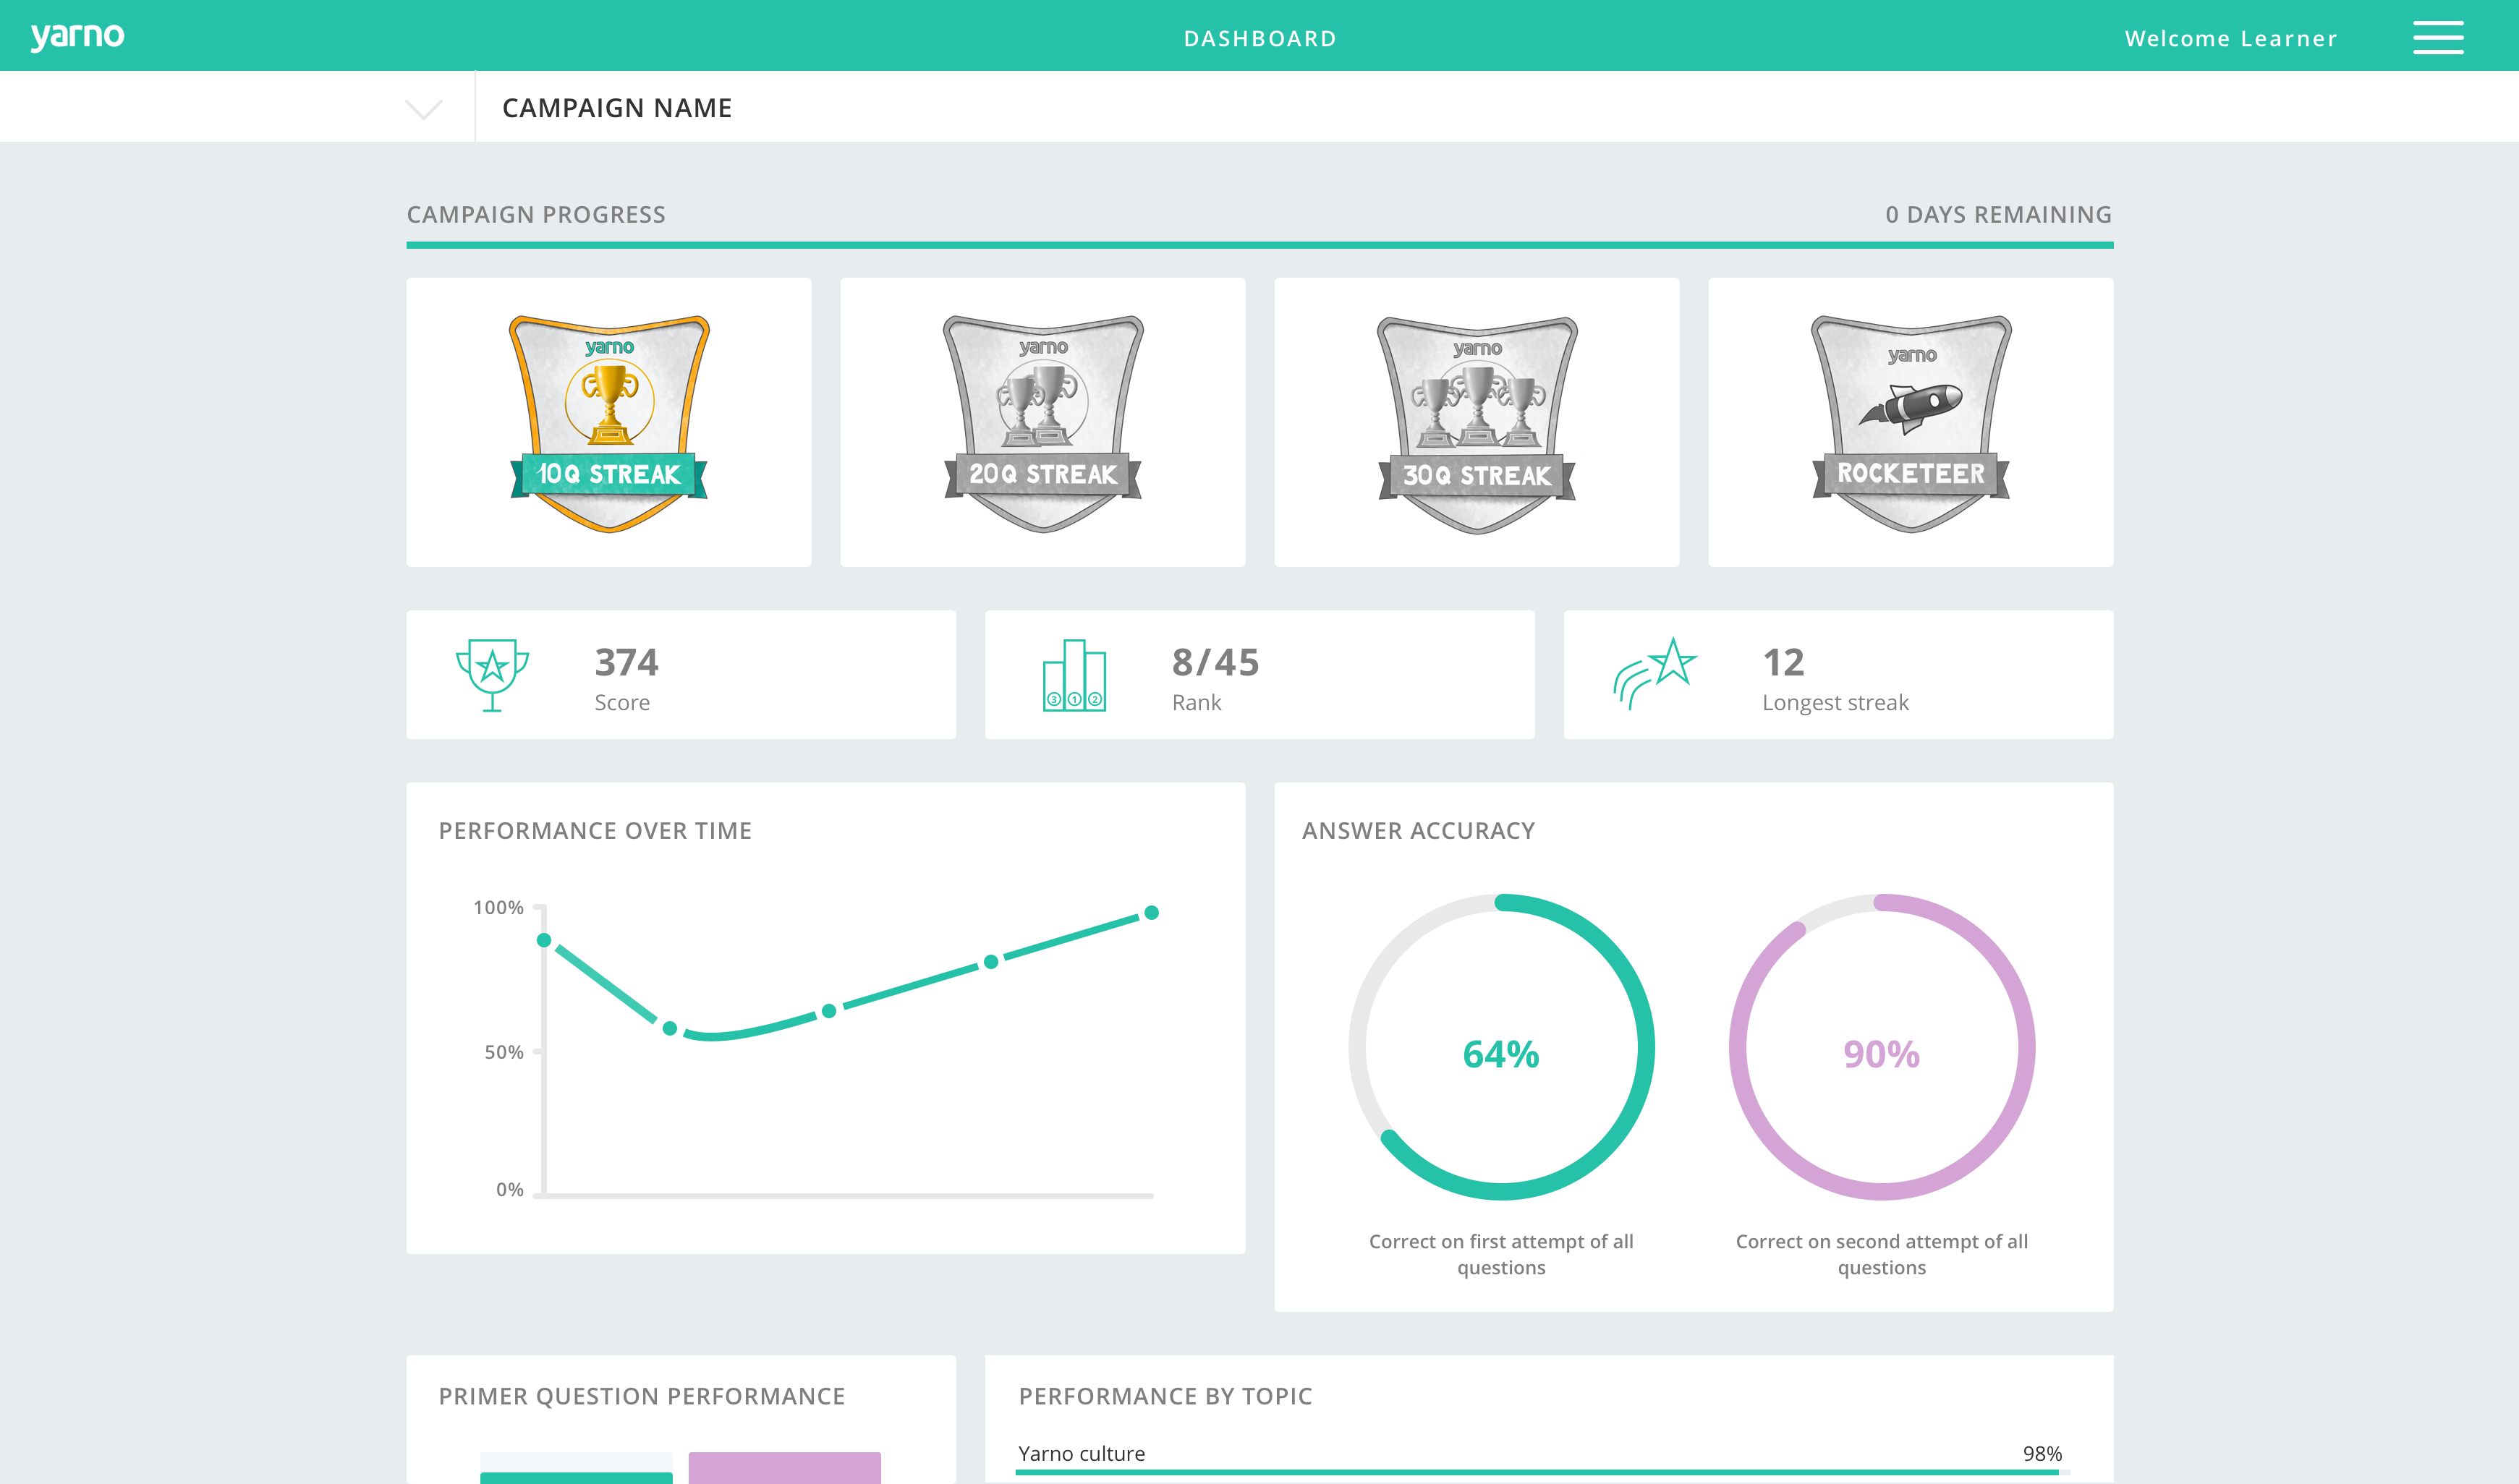 yarno
DASHBOARD
Welcome Learner
CAMPAIGN NAME
CAMPAIGN PROGRESS
0 DAYS REMAINING
yarno
10Q STREAK
yarno
20Q STREAK
yarno
30Q STREAK
yarno
ROCKETEER
374
Score
3 1 2
8/45
Rank
12
Longest streak
PERFORMANCE OVER TIME
100%
50%
0%
ANSWER ACCURACY
64%
Correct on first attempt of all
questions
90%
Correct on second attempt of all
questions
PRIMER QUESTION PERFORMANCE
PERFORMANCE BY TOPIC
Yarno culture
98%